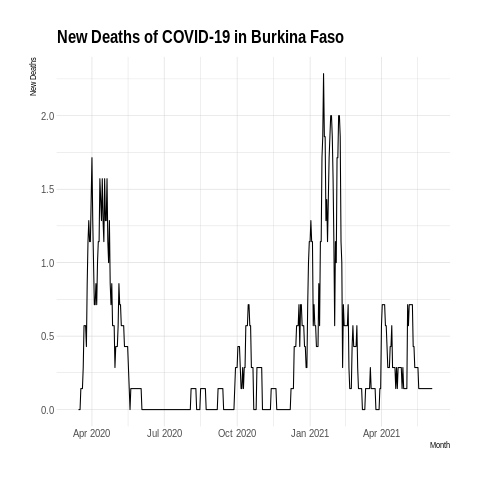 New Deaths of COVID-19 in Burkina Faso
New Deaths
2.0
1.5
1.0
0.5
0.0
Apr 2020 Jul 2020 Oct 2020 Jan 2021 Apr 2021
Month